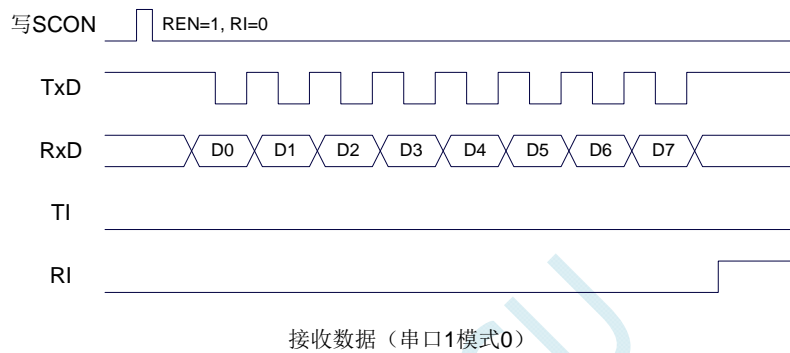 写SCON REN=1, RI=0
TxD
RxD D0 D1 D2 D3 D4 D5 D6 D7
TI
RI
接收数据（串口1模式0）